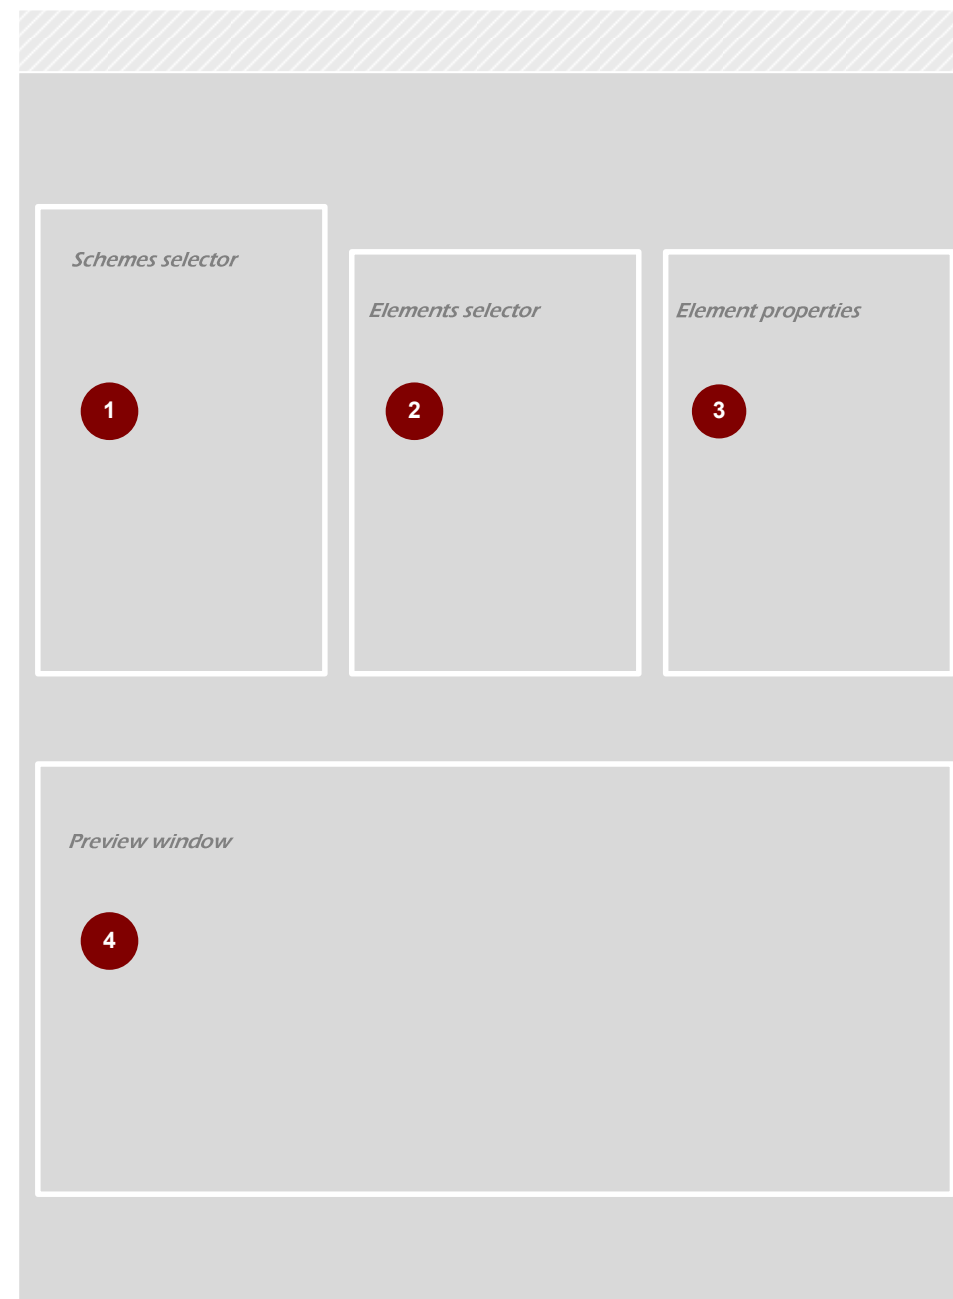 Schemes selector
Elements selector
Element properties
1
2
3
Preview window
4